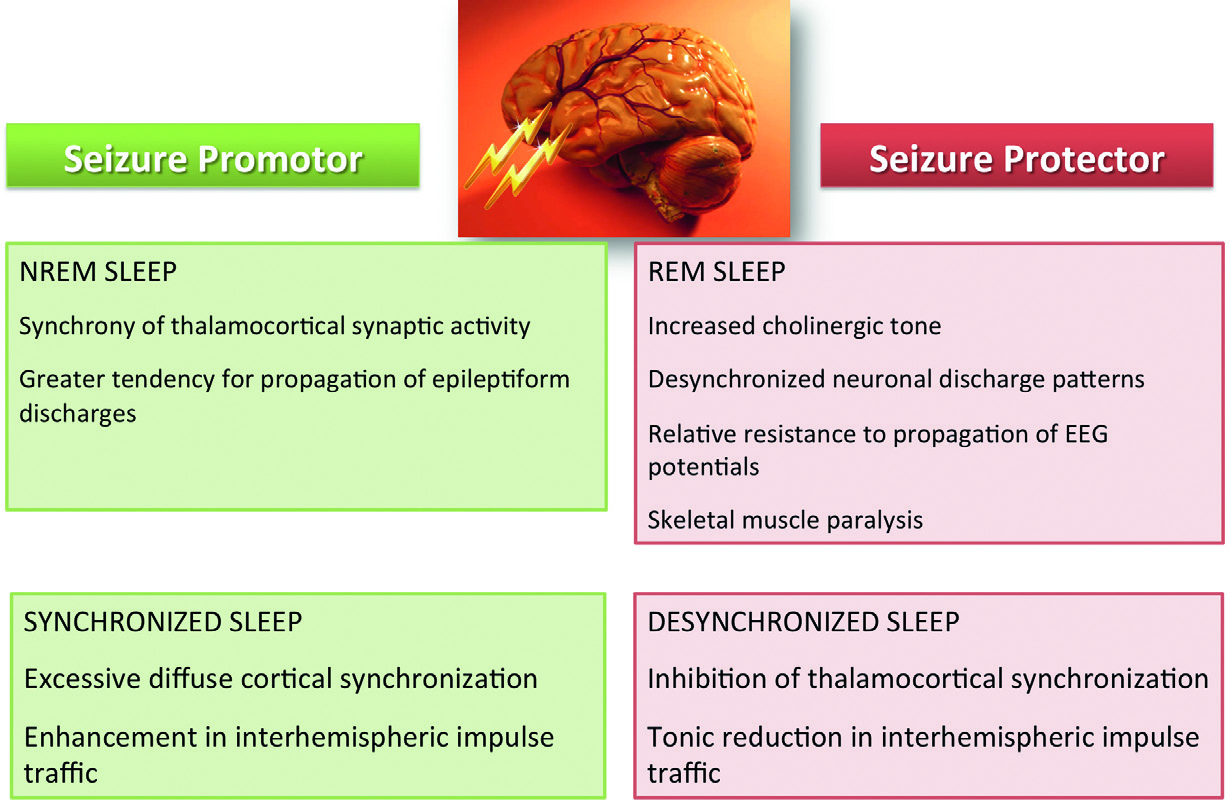 Seizure Promotor
Seizure Protector
NREM SLEEP
Synchrony of thalamocortical synaptic activity
Greater tendency for propagation of epileptiform
discharges
REM SLEEP
Increased cholinergic tone
Desynchronized neuronal discharge patterns
Relative resistance to propagation of EEG
potentials
Skeletal muscle paralysis
SYNCHRONIZED SLEEP
Excessive diffuse cortical synchronization
Enhancement in interhemispheric impulse
traffic
DESYNCHRONIZED SLEEP
Inhibition of thalamocortical synchronization
Tonic reduction in interhemispheric impulse
traffic